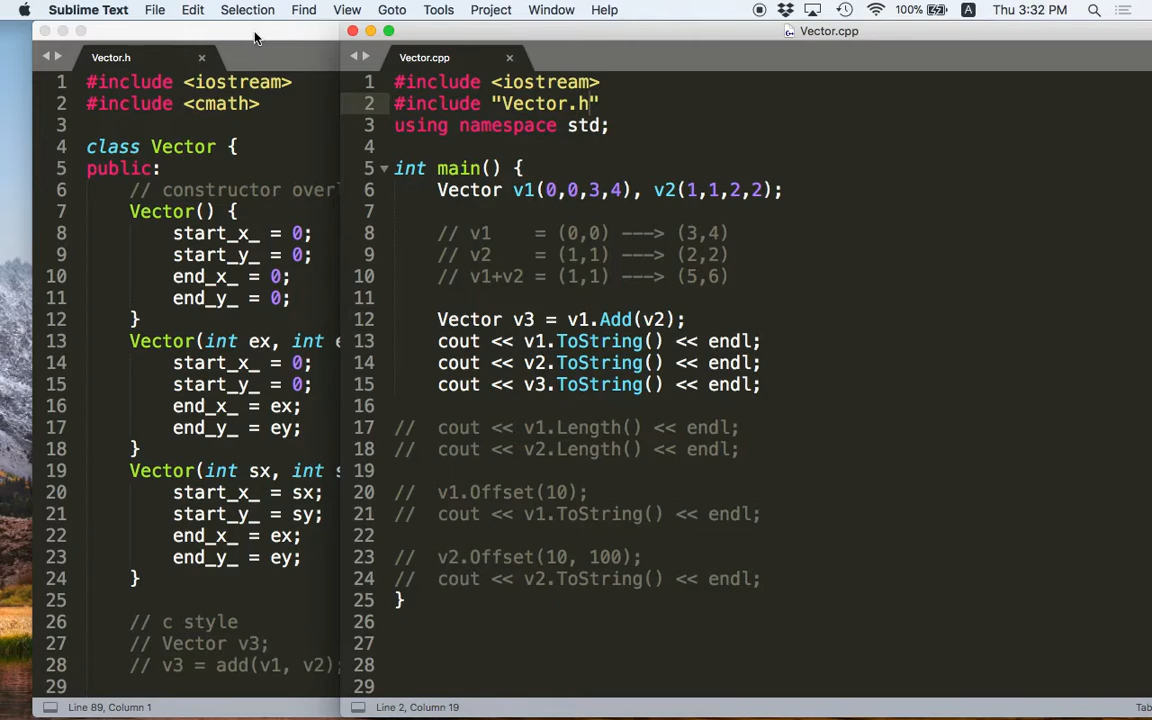 Sublime Text File Edit Selection Find View Goto Tools Project Window Help 100% A Thu 3:32 PM
Vector.h ×
1 #include <iostream>
2 #include <cmath>
3
4 class Vector {
5 public:
6 // constructor over
7 Vector() {
8 start_x_ = 0;
9 start_y_ = 0;
10 end_x_ = 0;
11 end_y_ = 0;
12 }
13 Vector(int ex, int e
14 start_x_ = 0;
15 start_y_ = 0;
16 end_x_ = ex;
17 end_y_ = ey;
18 }
19 Vector(int sx, int s
20 start_x_ = sx;
21 start_y_ = sy;
22 end_x_ = ex;
23 end_y_ = ey;
24 }
25
26 // c style
27 // Vector v3;
28 // v3 = add(v1, v2);
29
Line 89, Column 1
Vector.cpp
Vector.cpp ×
1 #include <iostream>
2 #include "Vector.h"
3 using namespace std;
4
5 int main() {
6 Vector v1(0,0,3,4), v2(1,1,2,2);
7
8 // v1 = (0,0) ---> (3,4)
9 // v2 = (1,1) ---> (2,2)
10 // v1+v2 = (1,1) ---> (5,6)
11
12 Vector v3 = v1.Add(v2);
13 cout << v1.ToString() << endl;
14 cout << v2.ToString() << endl;
15 cout << v3.ToString() << endl;
16
17 // cout << v1.Length() << endl;
18 // cout << v2.Length() << endl;
19
20 // v1.Offset(10);
21 // cout << v1.ToString() << endl;
22
23 // v2.Offset(10, 100);
24 // cout << v2.ToString() << endl;
25 }
26
27
28
29
Line 2, Column 19
Tab